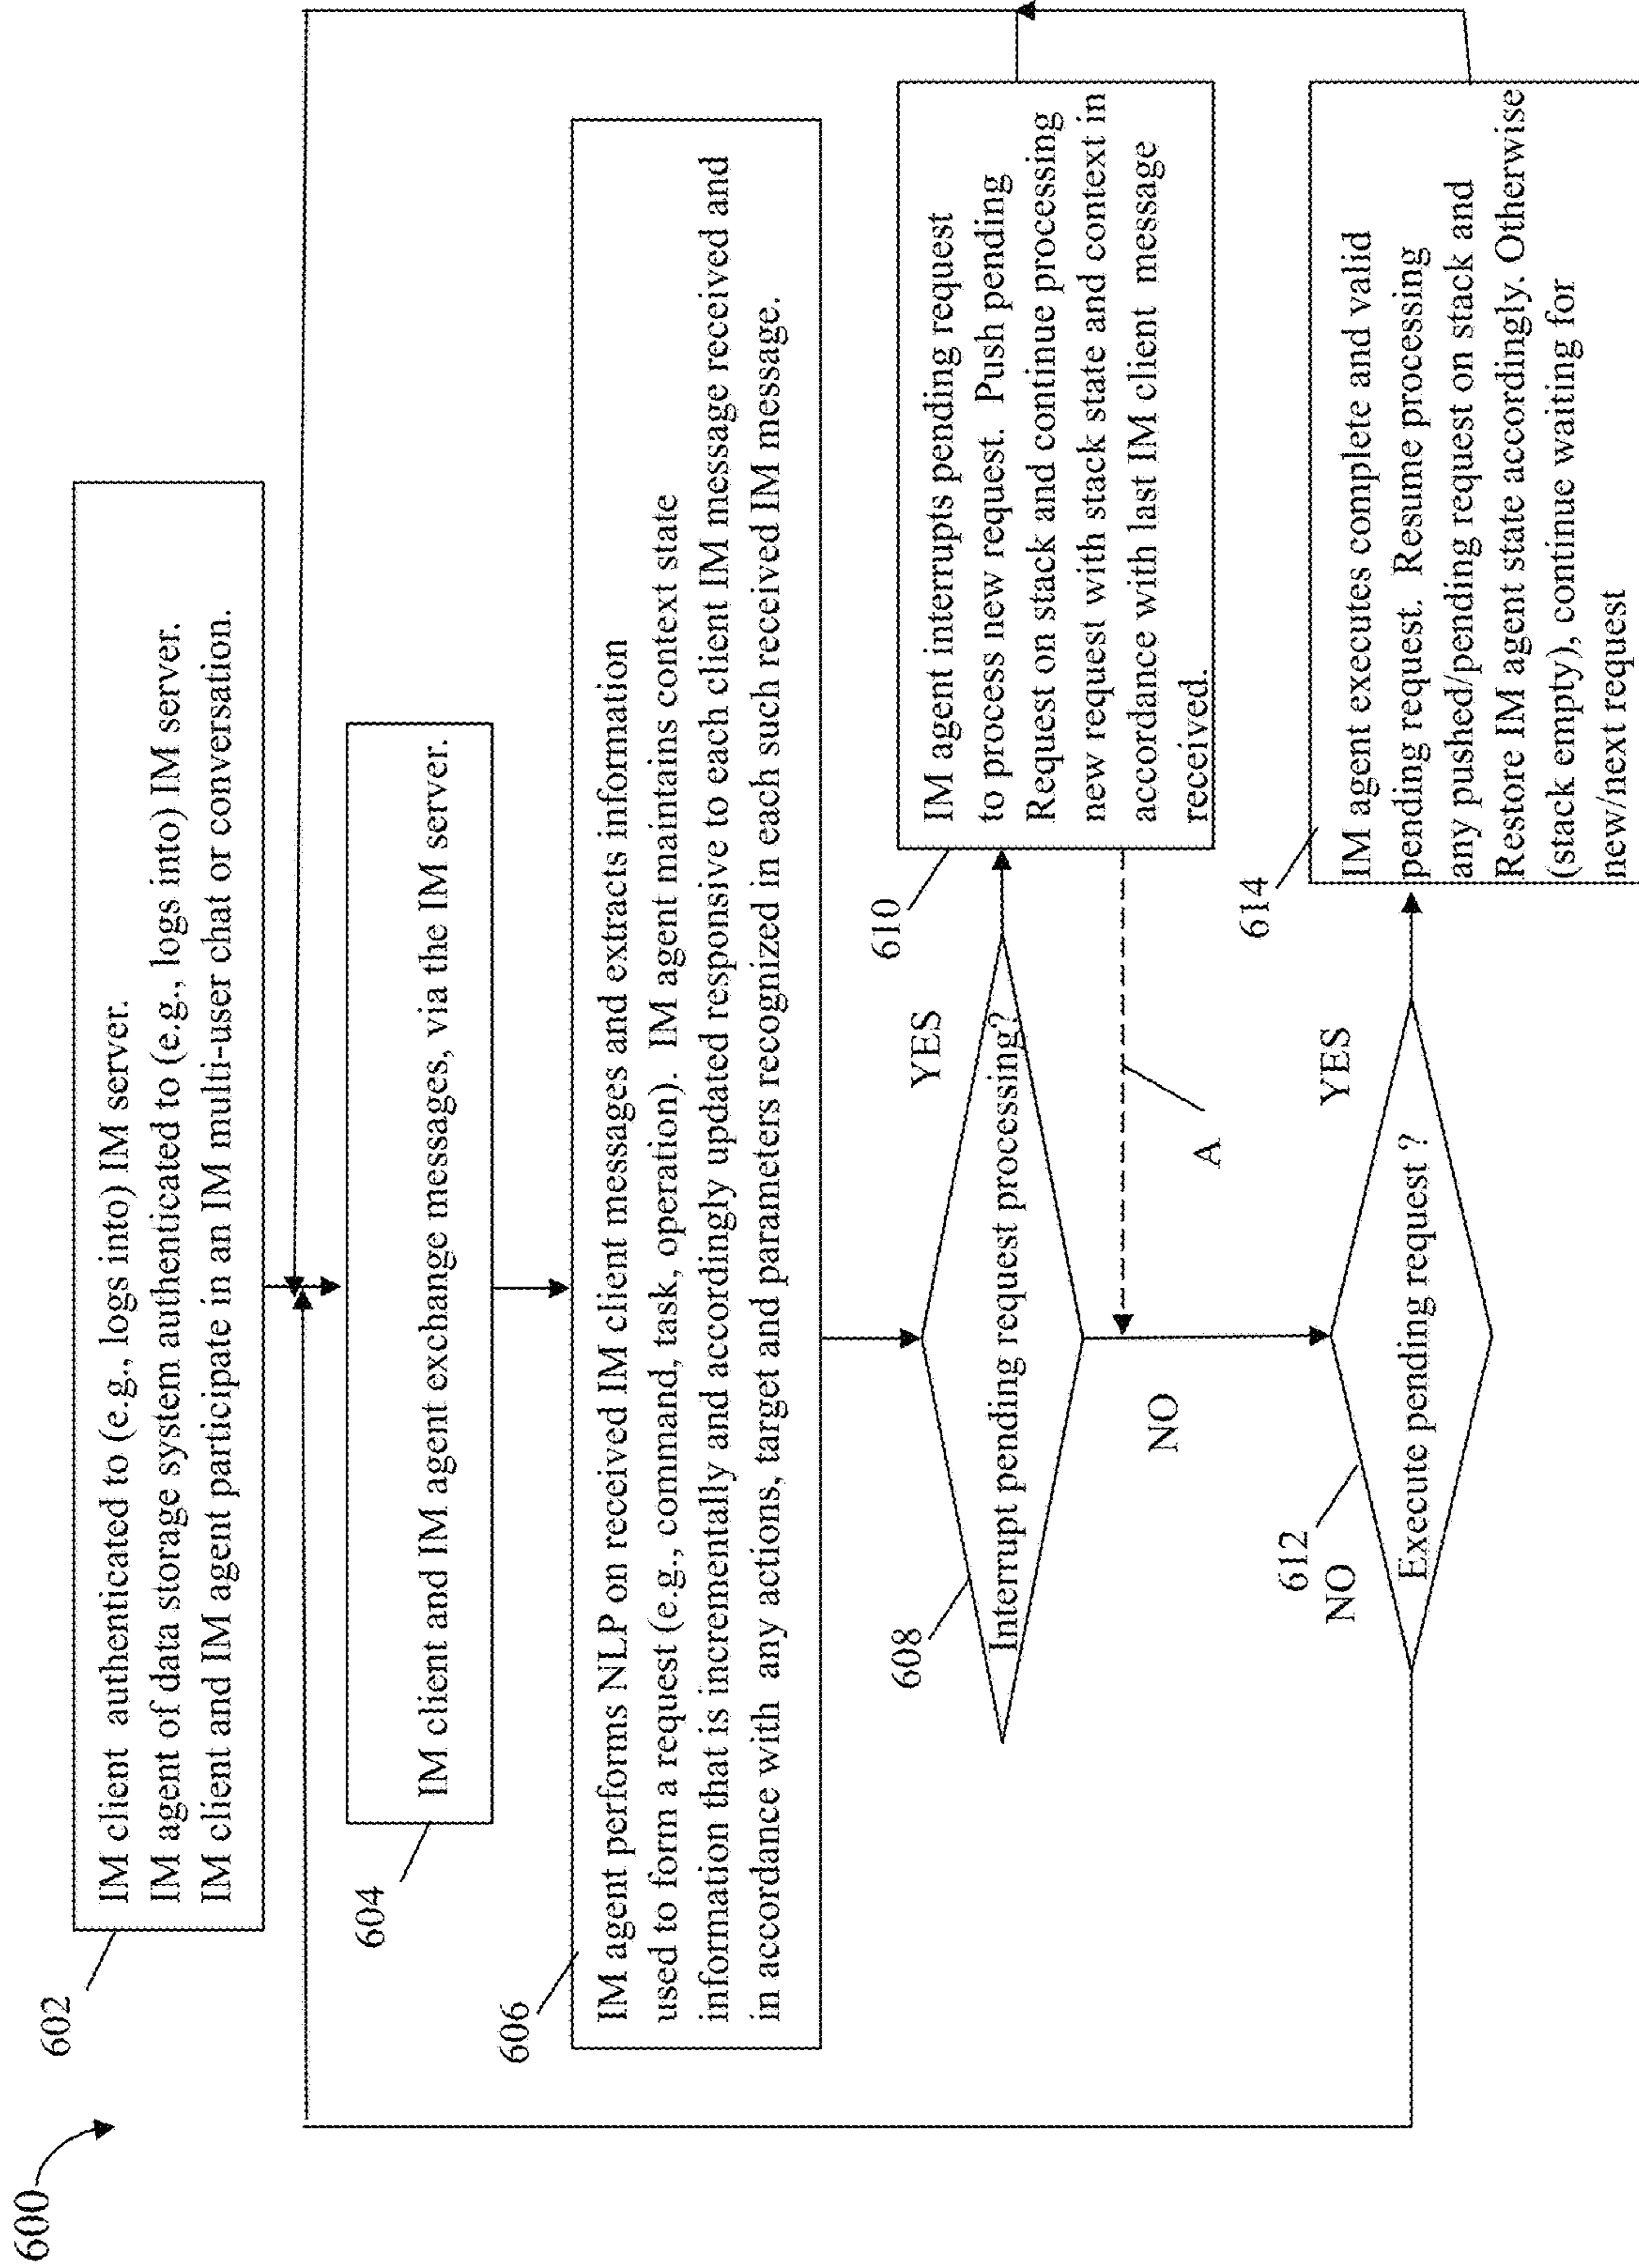 600
602
IM client authenticated to (e.g., logs into) IM server.
IM agent of data storage system authenticated to (e.g., logs into) IM server.
IM client and IM agent participate in an IM multi-user chat or conversation.
604
IM client and IM agent exchange messages, via the IM server.
606
IM agent performs NLP on received IM client messages and extracts information
used to form a request (e.g., command, task, operation). IM agent maintains context state
information that is incrementally and accordingly updated responsive to each client IM message received and
in accordance with any actions, target and parameters recognized in each such received IM message.
608
Interrupt pending request processing?
YES
NO
610
IM agent interrupts pending request
to process new request. Push pending
Request on stack and continue processing
new request with stack state and context in
accordance with last IM client message
received.
A
612
NO
Execute pending request ?
YES
614
IM agent executes complete and valid
pending request. Resume processing
any pushed/pending request on stack and
Restore IM agent state accordingly. Otherwise
(stack empty), continue waiting for
new/next request